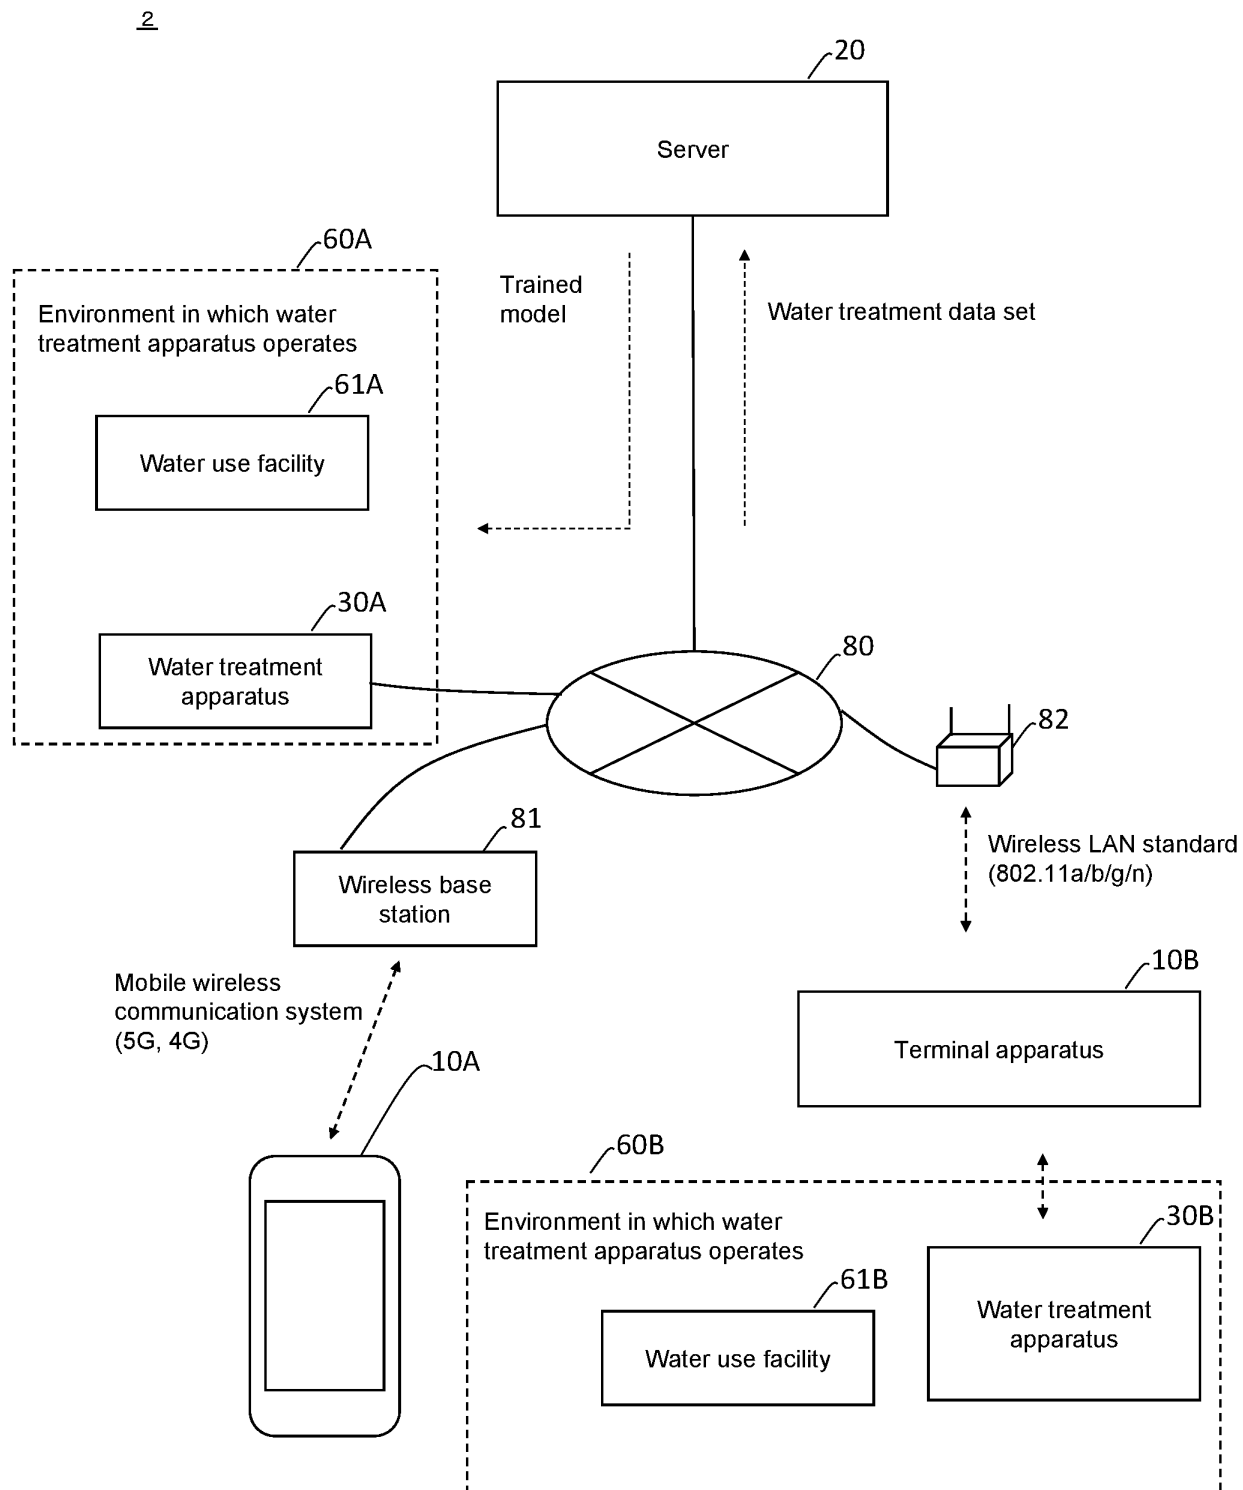 2
20
Server
60A
Trained
model
Water treatment data set
Environment in which water
treatment apparatus operates
61A
Water use facility
30A
Water treatment
apparatus
80
82
81
Wireless base
station
Wireless LAN standard
(802.11a/b/g/n)
Mobile wireless
communication system
(5G, 4G)
10B
Terminal apparatus
10A
60B
Environment in which water
treatment apparatus operates
30B
Water treatment
apparatus
61B
Water use facility